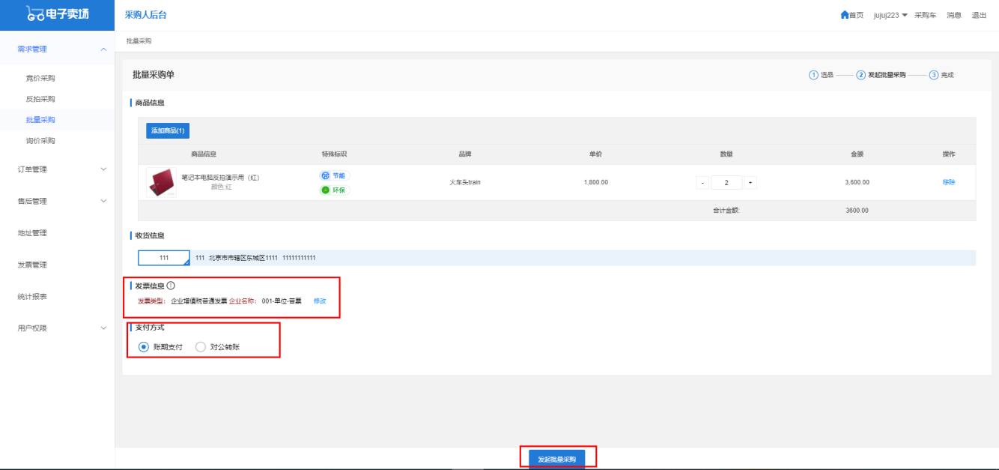 电子卖场
采购人后台
首页 jujuj223 采购车 消息 退出
需求管理
竟价采购
反拍采购
批量采购
询价采购
订单管理
售后管理
地址管理
发票管理
统计报表
用户权限
批量采购
批量采购单
1 选品 2 发起批量采购 3 完成
商品信息
添加商品(1)
商品信息 特殊标识 品牌 单价 数量 金额 操作
笔记本电脑反拍演示用（红）
颜色:红
节能
环保
火车头train 1,800.00 - 2 + 3,600.00 移除
合计金额: 3600.00
收货信息
111 111 北京市市辖区东城区1111 11111111111
发票信息
发票类型： 企业增值税普通发票 企业名称： 001-单位-普票 修改
支付方式
账期支付 对公转账
发起批量采购